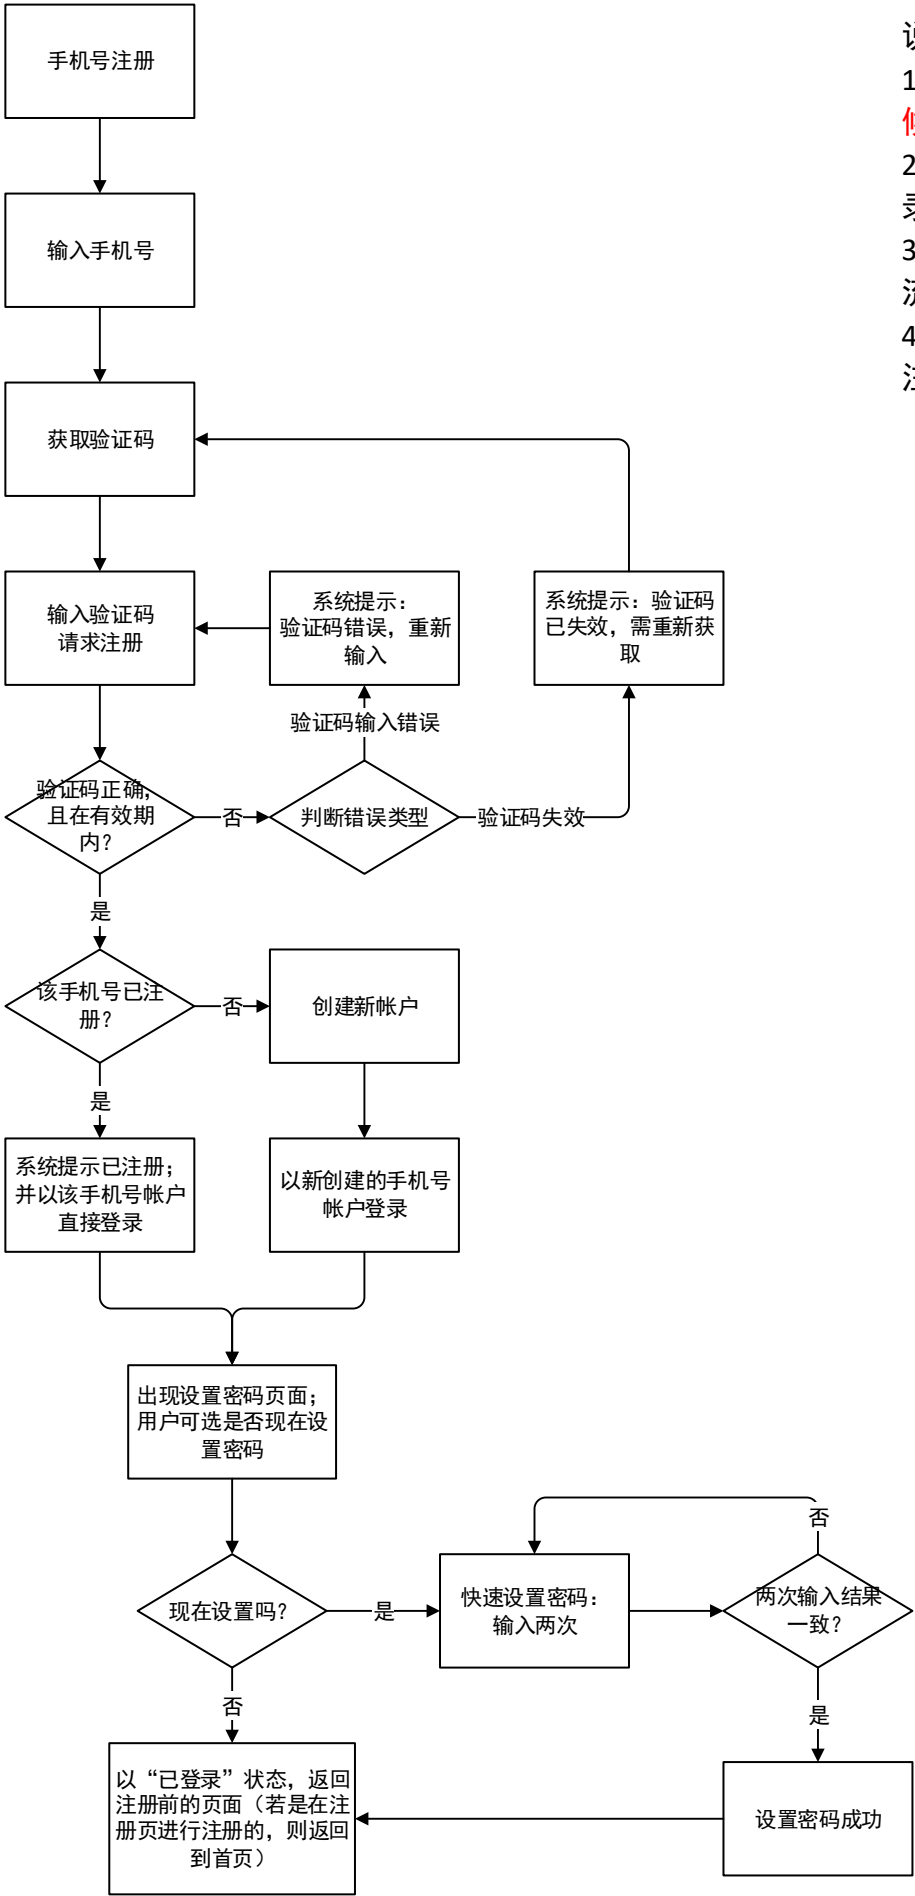 手机号注册
输入手机号
获取验证码
输入验证码
请求注册
系统提示：
验证码错误，重新
输入
系统提示：验证码
已失效，需重新获
取
验证码输入错误
验证码正确，
且在有效期
内？
否
判断错误类型
验证码失效
是
该手机号已注
册？
否
创建新帐户
是
系统提示已注册；
并以该手机号帐户
直接登录
以新创建的手机号
帐户登录
出现设置密码页面；
用户可选是否现在设
置密码
现在设置吗？
是
快速设置密码：
输入两次
否
两次输入结果
一致？
否
是
以“已登录”状态，返回
注册前的页面（若是在注
册页进行注册的，则返回
到首页）
设置密码成功
1
2
3
4